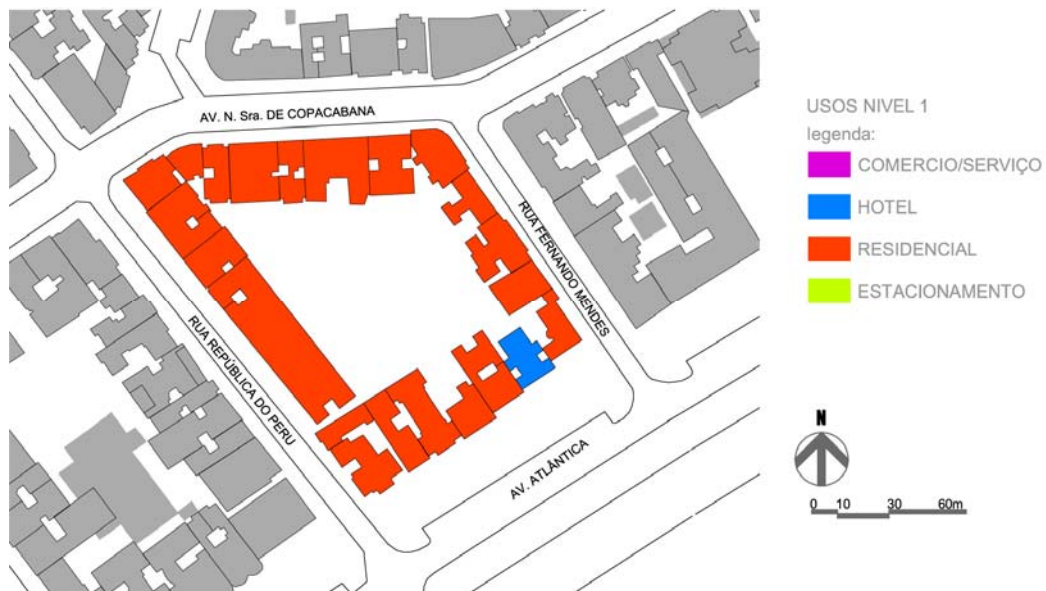 AV. N. Sra. DE COPACABANA
RUA FERNANDO MENDES
RUA REPÚBLICA DO PERU
AV. ATLÂNTICA
USOS NIVEL 1
legenda:
COMERCIO/SERVIÇO
HOTEL
RESIDENCIAL
ESTACIONAMENTO
N
0 10 30 60m